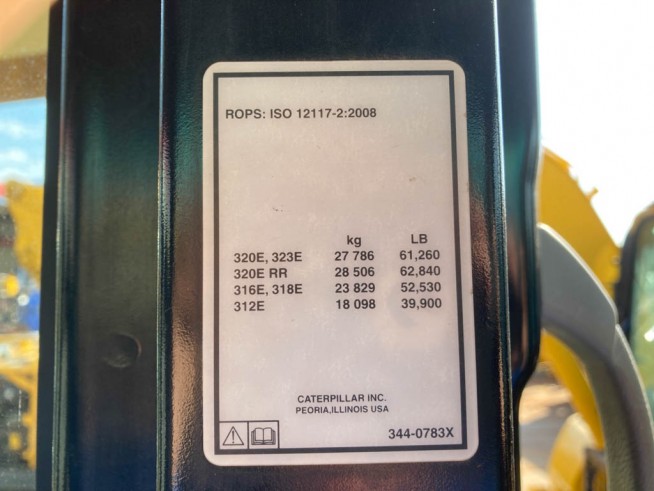 ROPS: ISO 12117-2:2008
kg LB
320E, 323E 27 786 61,260
320E RR 28 506 62,840
316E, 318E 23 829 52,530
312E 18 098 39,900
CATERPILLAR INC.
PEORIA,ILLINOIS USA
344-0783X